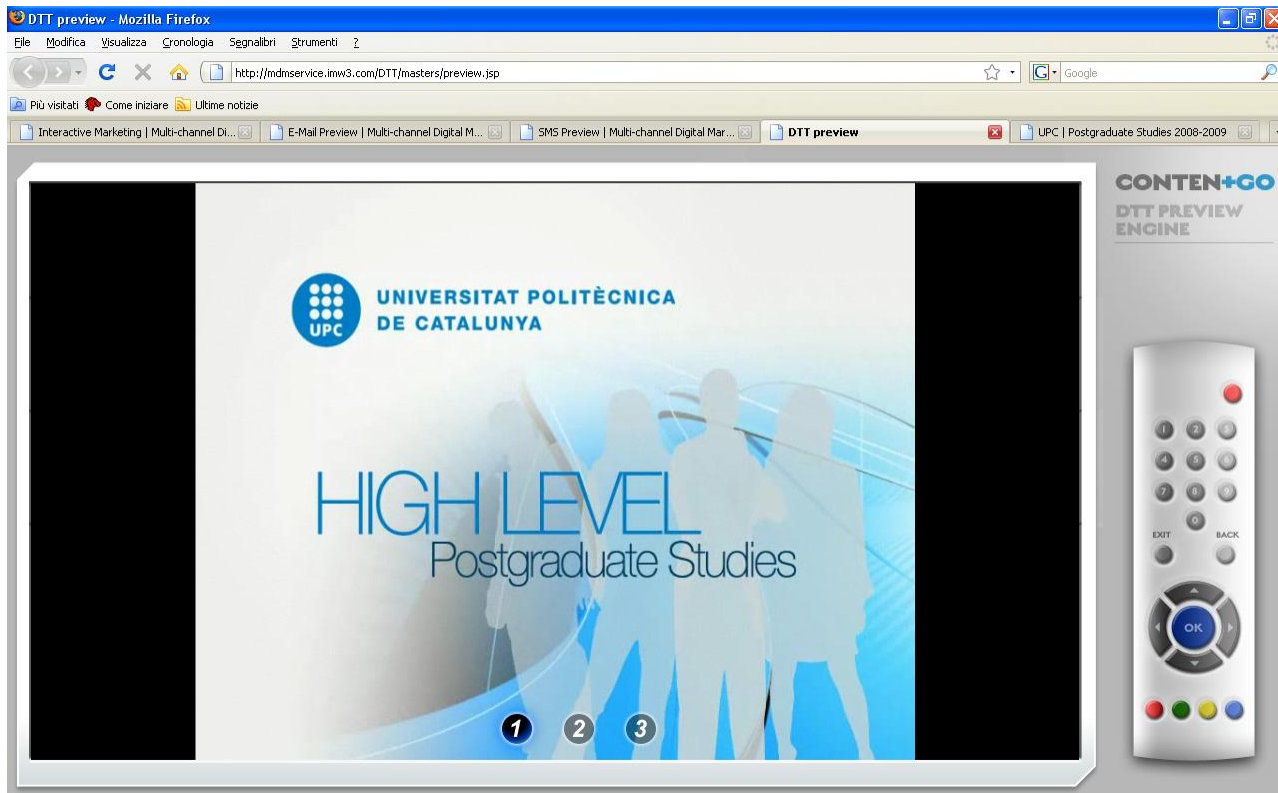 DTT preview - Mozilla Firefox
File Modifica Visualizza Cronologia Segnalibri Strumenti ?
http://mdmservice.imw3.com/DTT/masters/preview.jsp
G Google
Più visitati Come iniziare Ultime notizie
Interactive Marketing | Multi-channel Di... E-Mail Preview | Multi-channel Digital M... SMS Preview | Multi-channel Digital Mar... DTT preview UPC | Postgraduate Studies 2008-2009
CONTEN+GO
DTT PREVIEW
ENGINE
UPC
UNIVERSITAT POLITÈCNICA
DE CATALUNYA
HIGH LEVEL
Postgraduate Studies
1 2 3
1 2 3
4 5 6
7 8 9
0
EXIT BACK
OK